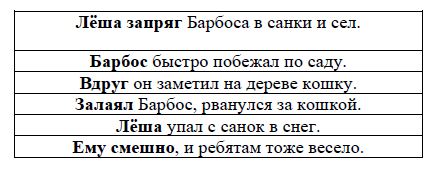 Лёша запряг Барбоса в санки и сел.
Барбос быстро побежал по саду.
Вдруг он заметил на дереве кошку.
Залаял Барбос, рванулся за кошкой.
Лёша упал с санок в снег.
Ему смешно, и ребятам тоже весело.